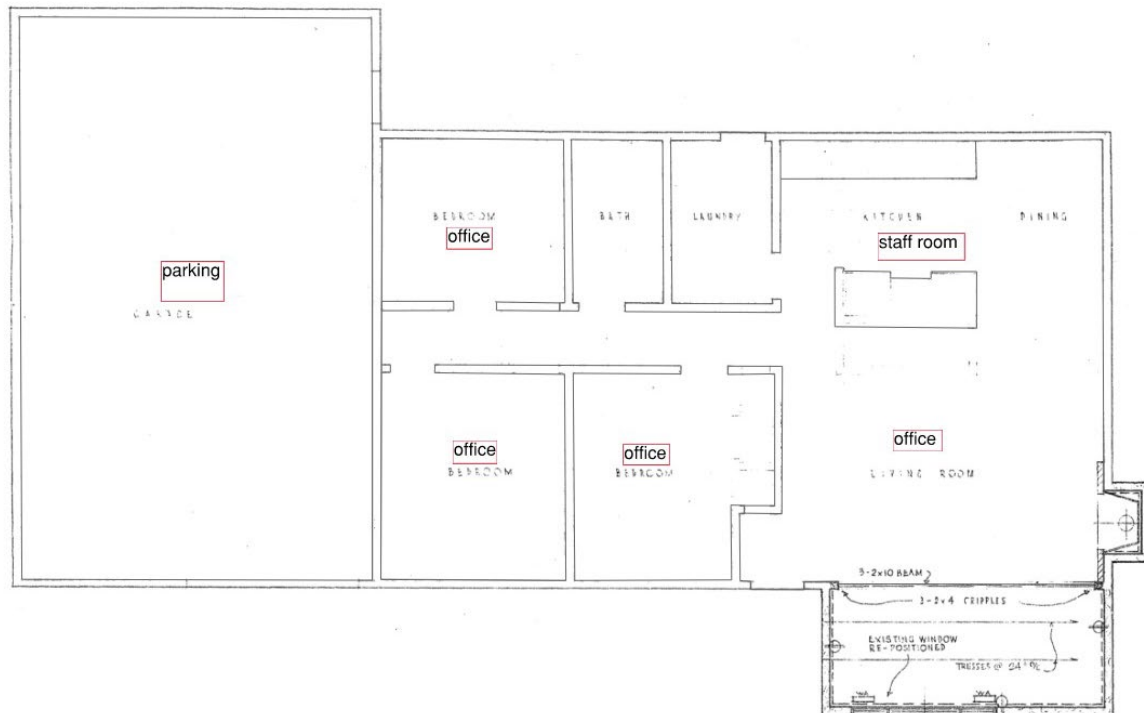 BEDROOM
office
BATH
LAUNDRY
KITCHEN
DINING
staff room
parking
GARAGE
office
BEDROOM
office
BEDROOM
office
LIVING ROOM
3-2x10 BEAM
3-2x4 CRIPPLES
EXISTING WINDOW
RE-POSITIONED
TRUSSES @ 24" O/C